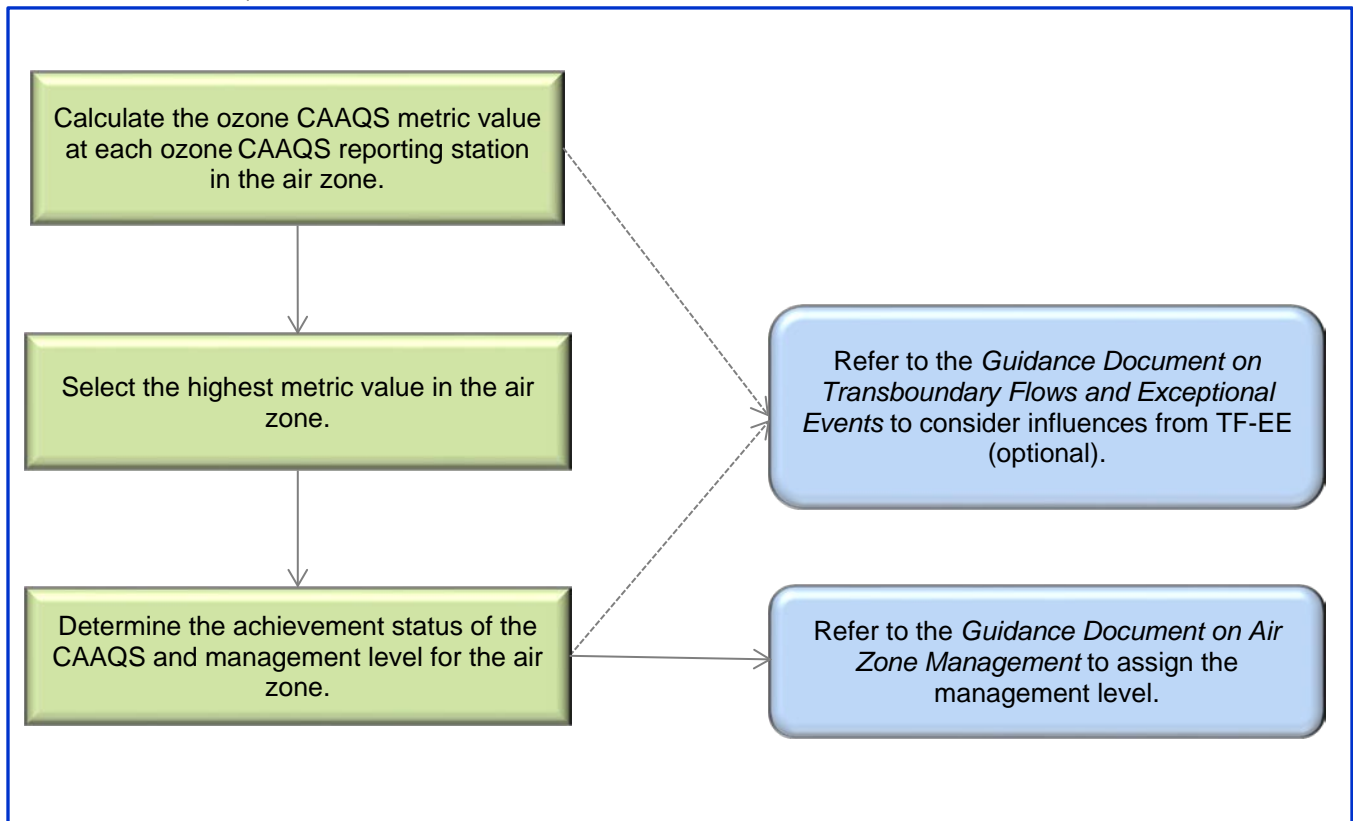 Calculate the ozone CAAQS metric value
at each ozone CAAQS reporting station
in the air zone.
Select the highest metric value in the air
zone.
Determine the achievement status of the
CAAQS and management level for the air
zone.
Refer to the Guidance Document on
Transboundary Flows and Exceptional
Events to consider influences from TF-EE
(optional).
Refer to the Guidance Document on Air
Zone Management to assign the
management level.